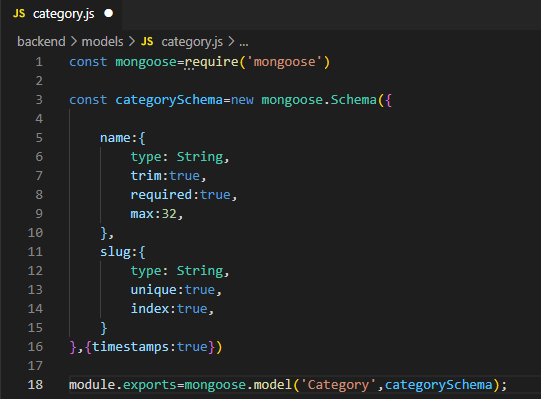 JS category.js
backend > models > JS category.js > ...
1 const mongoose=require('mongoose')
2
3 const categorySchema=new mongoose.Schema({
4
5 name:{
6 type: String,
7 trim:true,
8 required:true,
9 max:32,
10 },
11 slug:{
12 type: String,
13 unique:true,
14 index:true,
15 }
16 },{timestamps:true})
17
18 module.exports=mongoose.model('Category',categorySchema);